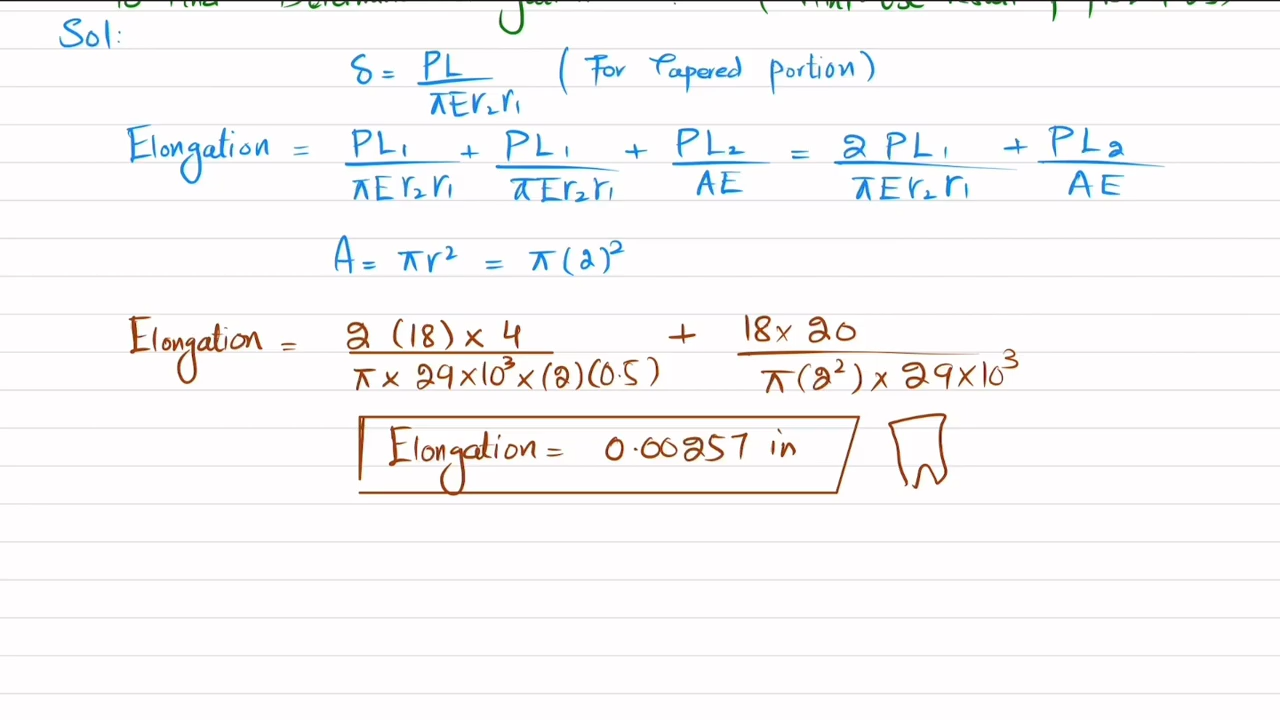 To Find
Sol:
δ = PL / πEr₂r₁ (For Tapered portion)
Elongation = PL₁ / πEr₂r₁ + PL₁ / πEr₂r₁ + PL₂ / AE = 2PL₁ / πEr₂r₁ + PL₂ / AE
A = πr² = π(2)²
Elongation = 2(18)×4 / π×29×10³×(2)(0.5) + 18×20 / π(2²)×29×10³
Elongation = 0.00257 in